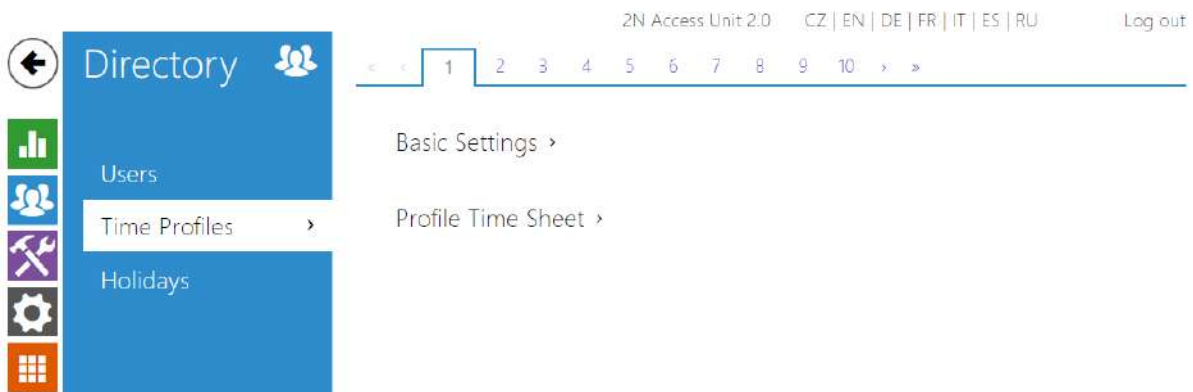 2N Access Unit 2.0 CZ | EN | DE | FR | IT | ES | RU Log out
Directory
« ‹ 1 2 3 4 5 6 7 8 9 10 › »
Basic Settings ›
Users
Time Profiles ›
Profile Time Sheet ›
Holidays